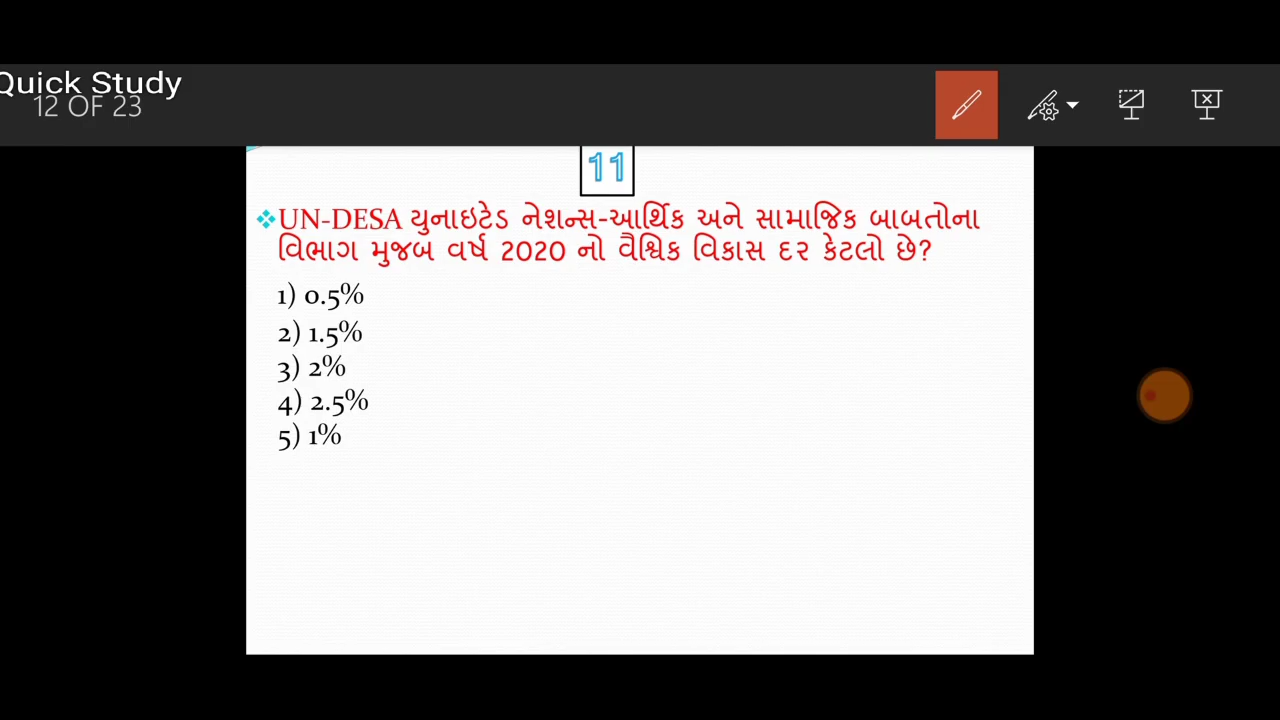 Quick Study
12 OF 23
11
❖UN-DESA યુનાઇટેડ નેશન્સ-આર્થિક અને સામાજિક બાબતોના
વિભાગ મુજબ વર્ષ 2020 નો વૈશ્વિક વિકાસ દર કેટલો છે?
1) 0.5%
2) 1.5%
3) 2%
4) 2.5%
5) 1%